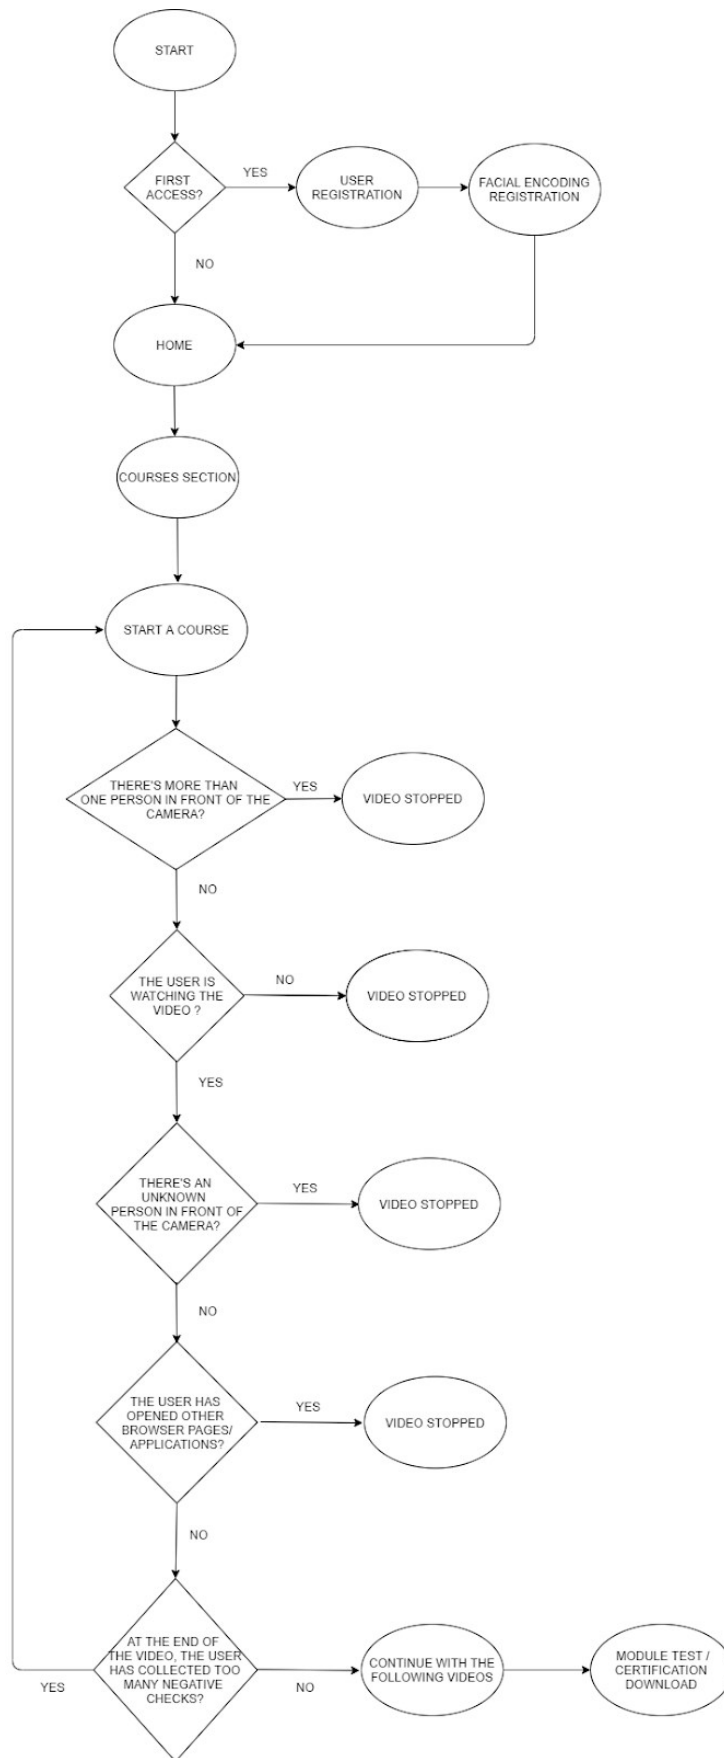 START
FIRST
ACCESS?
YES
USER
REGISTRATION
FACIAL ENCODING
REGISTRATION
NO
HOME
COURSES SECTION
START A COURSE
THERE'S MORE THAN
ONE PERSON IN FRONT OF THE
CAMERA?
YES
VIDEO STOPPED
NO
THE USER IS
WATCHING THE
VIDEO ?
NO
VIDEO STOPPED
YES
THERE'S AN
UNKNOWN
PERSON IN FRONT OF
THE CAMERA?
YES
VIDEO STOPPED
NO
THE USER HAS
OPENED OTHER
BROWSER PAGES/
APPLICATIONS?
YES
VIDEO STOPPED
NO
AT THE END OF
THE VIDEO, THE USER
HAS COLLECTED TOO
MANY NEGATIVE
CHECKS?
YES
NO
CONTINUE WITH THE
FOLLOWING VIDEOS
MODULE TEST /
CERTIFICATION
DOWNLOAD